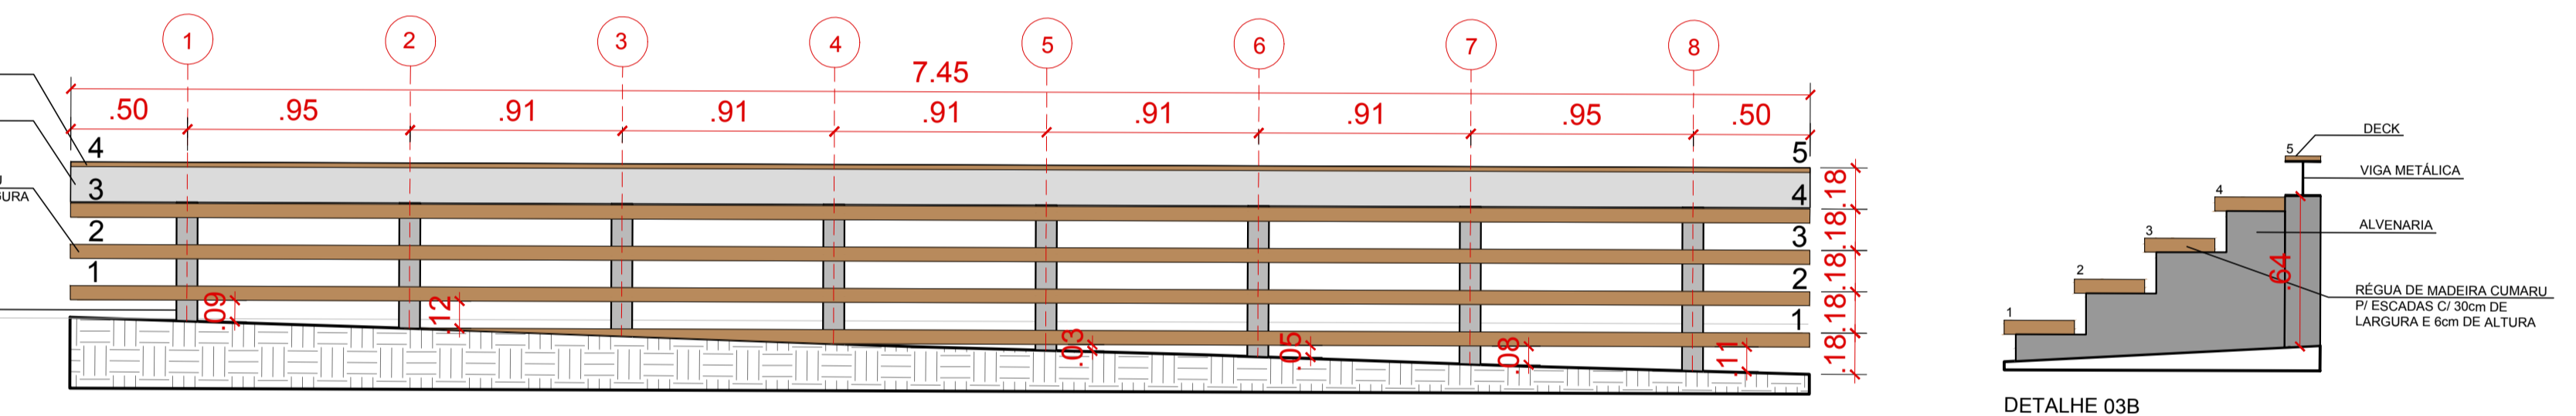 1 2 3 4 5 6 7 8
7.45
.50 .95 .91 .91 .91 .91 .91 .95 .50
4
3
2
1
URA
5
4
3
2
1
.18
.18
.18
.18
.18
.09
.12
.03
.05
.08
.11
DECK
5
VIGA METÁLICA
4
ALVENARIA
3
.64
2
RÉGUA DE MADEIRA CUMARU
P/ ESCADAS C/ 30cm DE
LARGURA E 6cm DE ALTURA
1
DETALHE 03B